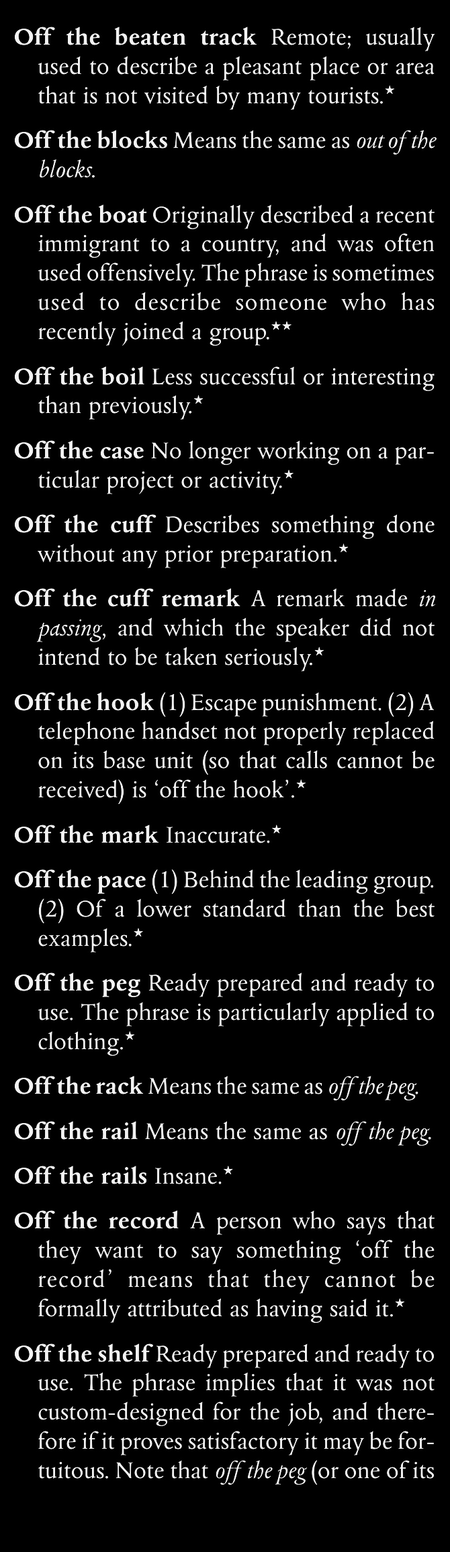 Off the beaten track Remote; usually
used to describe a pleasant place or area
that is not visited by many tourists.★
Off the blocks Means the same as out of the
blocks.
Off the boat Originally described a recent
immigrant to a country, and was often
used offensively. The phrase is sometimes
used to describe someone who has
recently joined a group.★★
Off the boil Less successful or interesting
than previously.★
Off the case No longer working on a par-
ticular project or activity.★
Off the cuff Describes something done
without any prior preparation.★
Off the cuff remark A remark made in
passing, and which the speaker did not
intend to be taken seriously.★
Off the hook (1) Escape punishment. (2) A
telephone handset not properly replaced
on its base unit (so that calls cannot be
received) is ‘off the hook’.★
Off the mark Inaccurate.★
Off the pace (1) Behind the leading group.
(2) Of a lower standard than the best
examples.★
Off the peg Ready prepared and ready to
use. The phrase is particularly applied to
clothing.★
Off the rack Means the same as off the peg.
Off the rail Means the same as off the peg.
Off the rails Insane.★
Off the record A person who says that
they want to say something ‘off the
record’ means that they cannot be
formally attributed as having said it.★
Off the shelf Ready prepared and ready to
use. The phrase implies that it was not
custom-designed for the job, and there-
fore if it proves satisfactory it may be for-
tuitous. Note that off the peg (or one of its